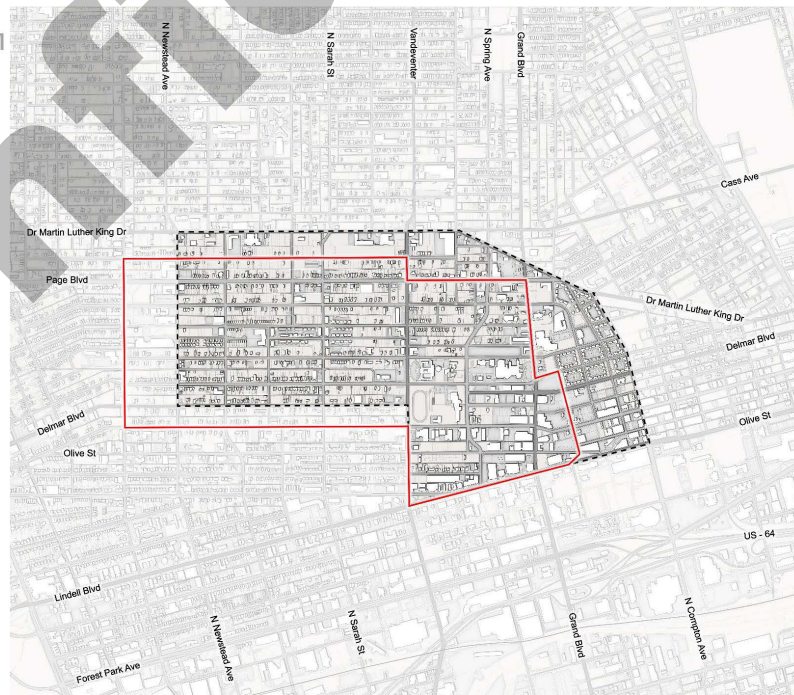 N Newstead Ave
N Sarah St
Vandeventer
N Spring Ave
Grand Blvd
Cass Ave
Dr Martin Luther King Dr
Page Blvd
Dr Martin Luther King Dr
Delmar Blvd
Delmar Blvd
Olive St
Olive St
US - 64
Lindell Blvd
N Newstead Ave
N Sarah St
Grand Blvd
N Compton Ave
Forest Park Ave